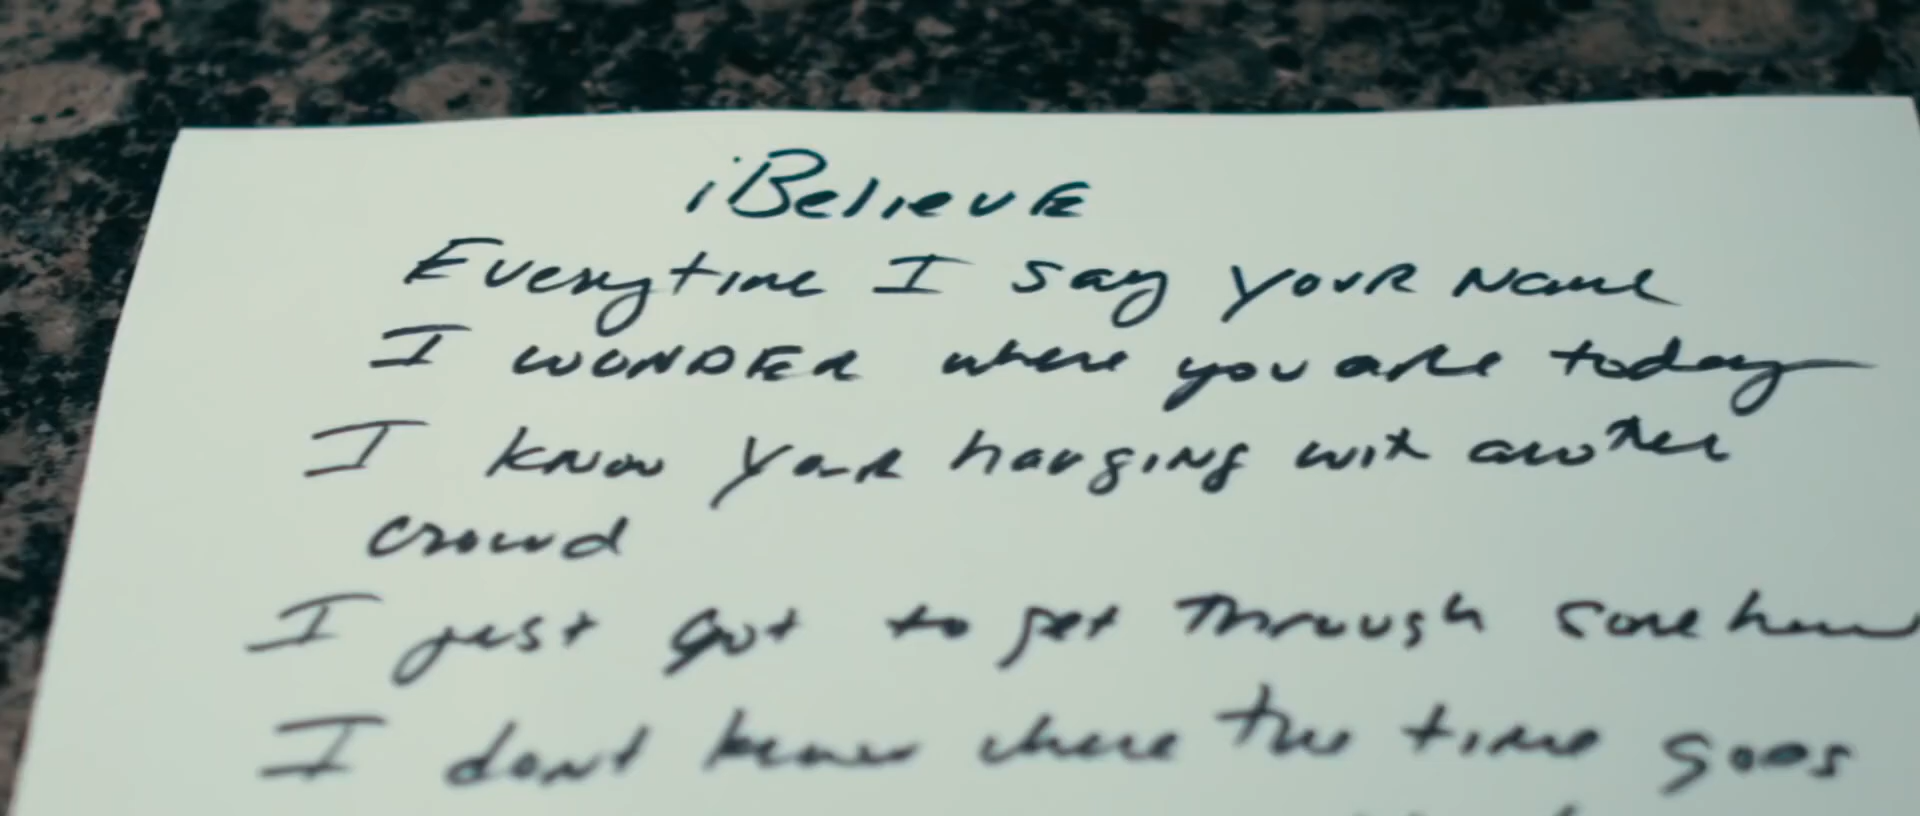 iBelieve
Everytime I say your name
I wonder where you are today
I know your hanging with another
crowd
I just got to get through somehow
I dont know where the time goes